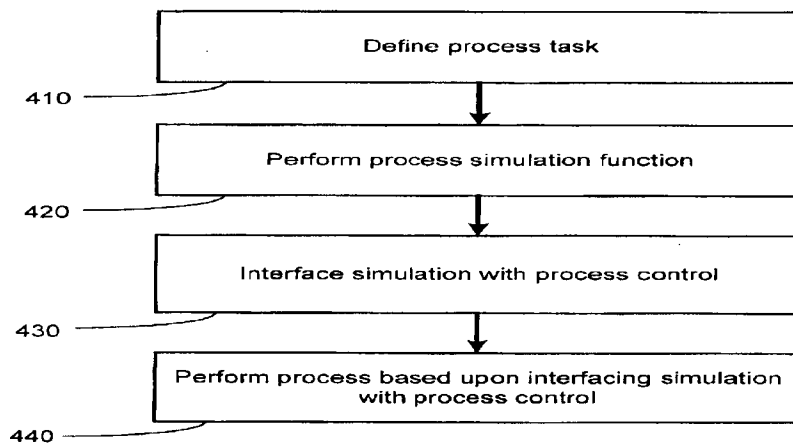 Define process task
410
Perform process simulation function
420
Interface simulation with process control
430
Perform process based upon interfacing simulation
with process control
440